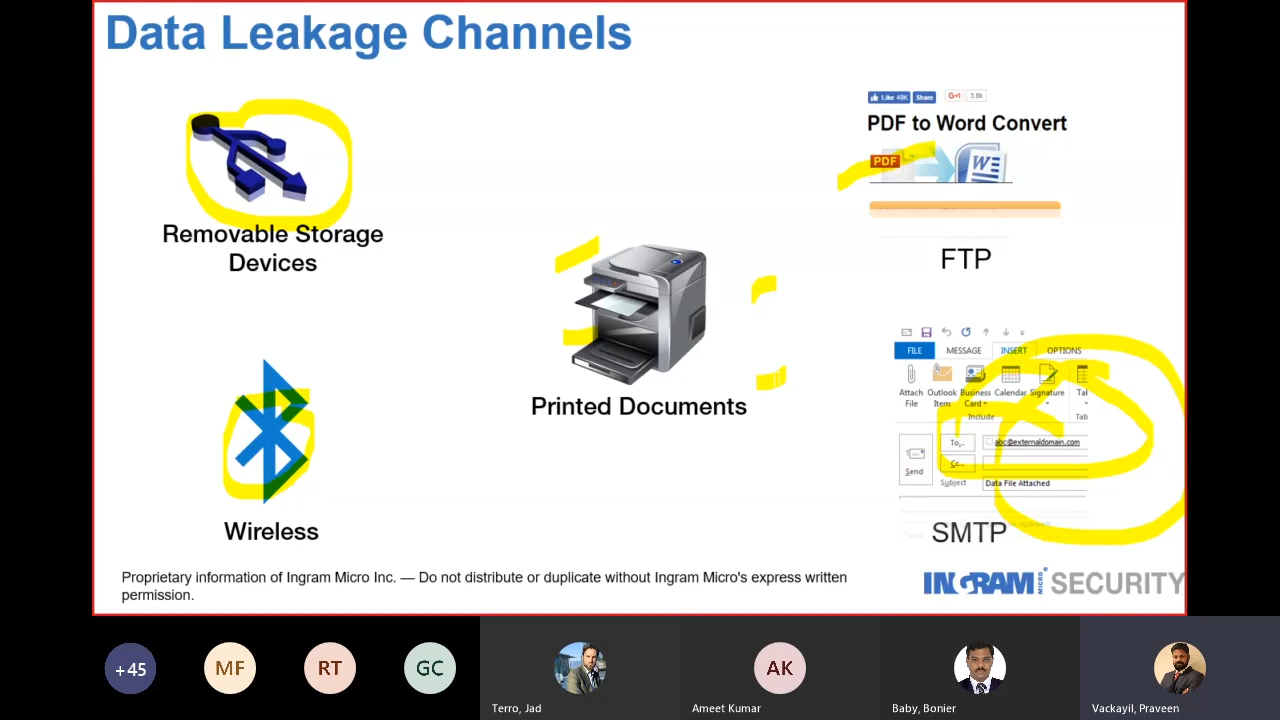 Data Leakage Channels
Like 49K Share G+1 3.8k
PDF to Word Convert
PDF W
Removable Storage
Devices
FTP
FILE MESSAGE INSERT OPTIONS
Attach Outlook Business Calendar Signature Tal
File Item Card
Include Tab
Printed Documents
To...
abc@externaldomain.com
Cc...
Send
Subject
Data File Attached
Wireless
SMTP
Proprietary information of Ingram Micro Inc. — Do not distribute or duplicate without Ingram Micro's express written
permission.
INGRAM MICRO SECURITY
+45
MF
RT
GC
AK
Terro, Jad
Ameet Kumar
Baby, Bonier
Vackayil, Praveen